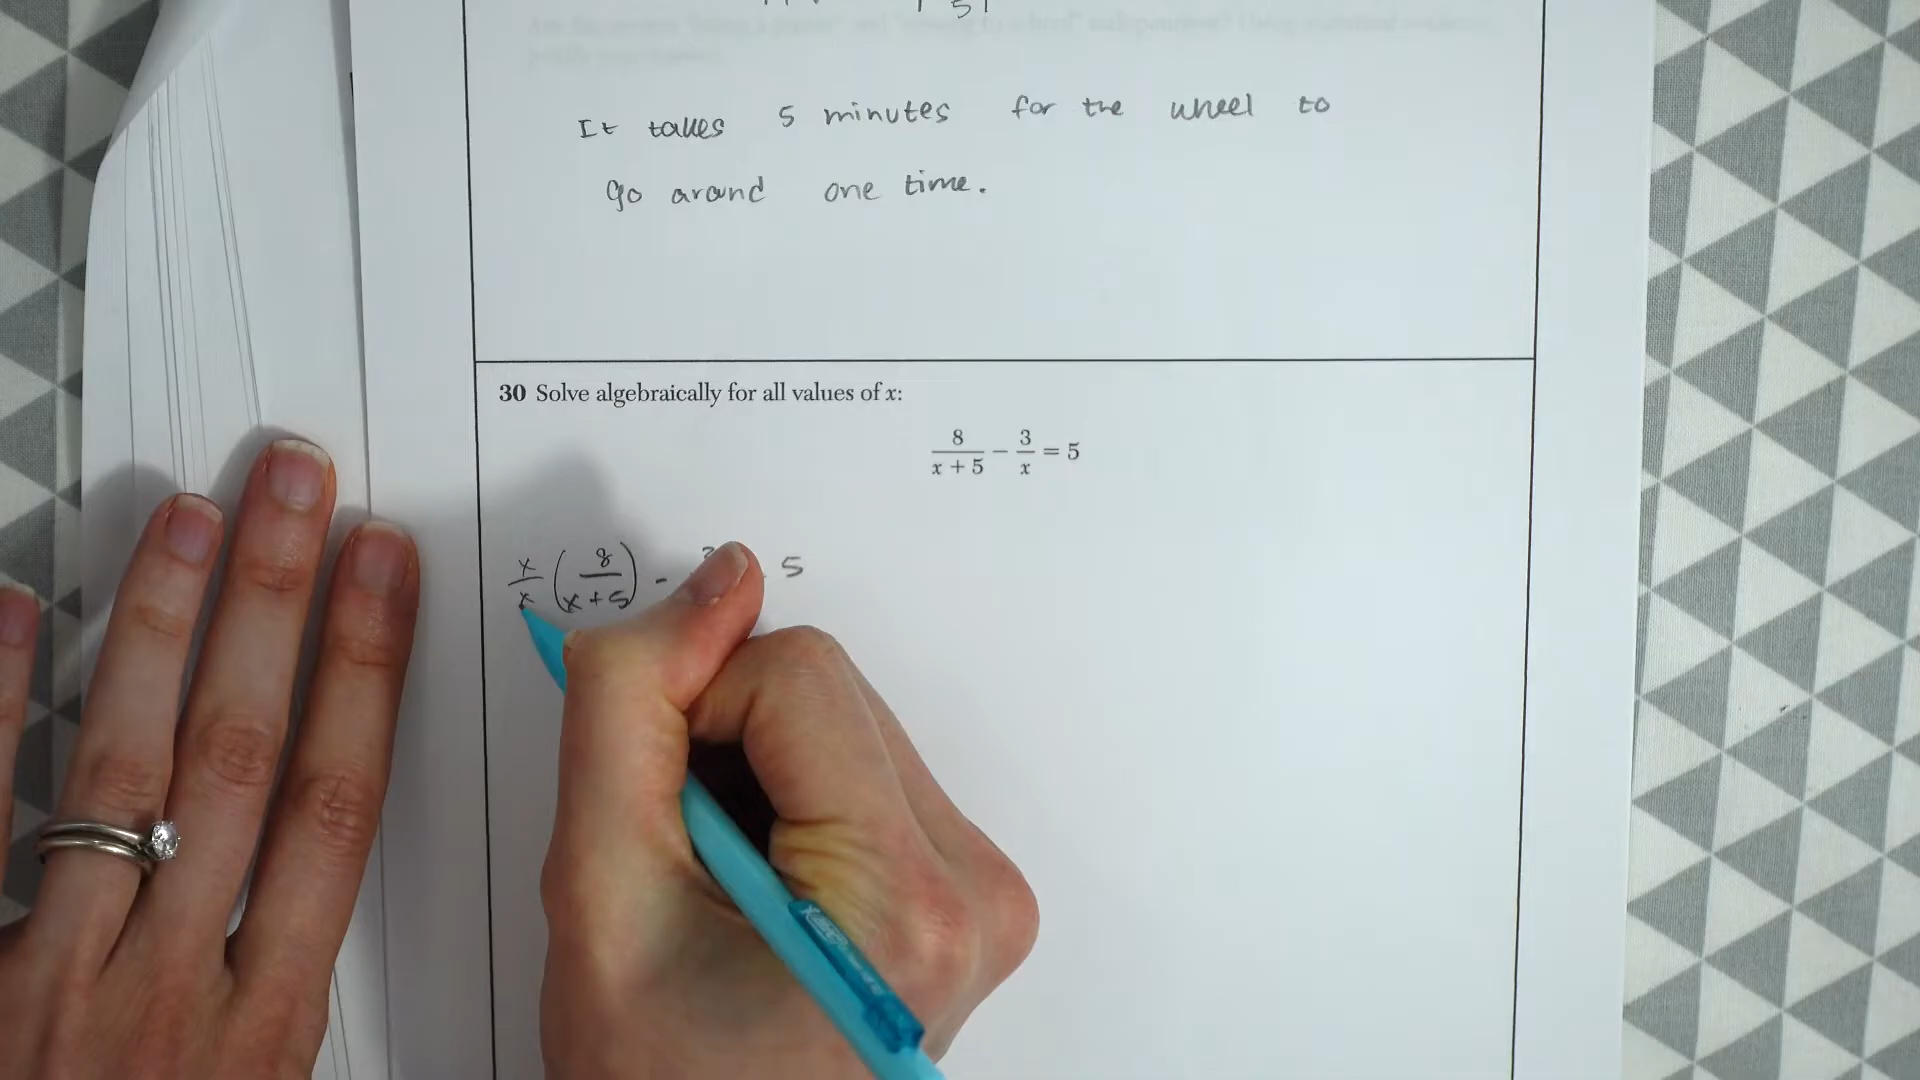 5
It takes 5 minutes for the wheel to
go around one time.
30 Solve algebraically for all values of x:
8/(x + 5) − 3/x = 5
x/x (8/(x+5)) - 5